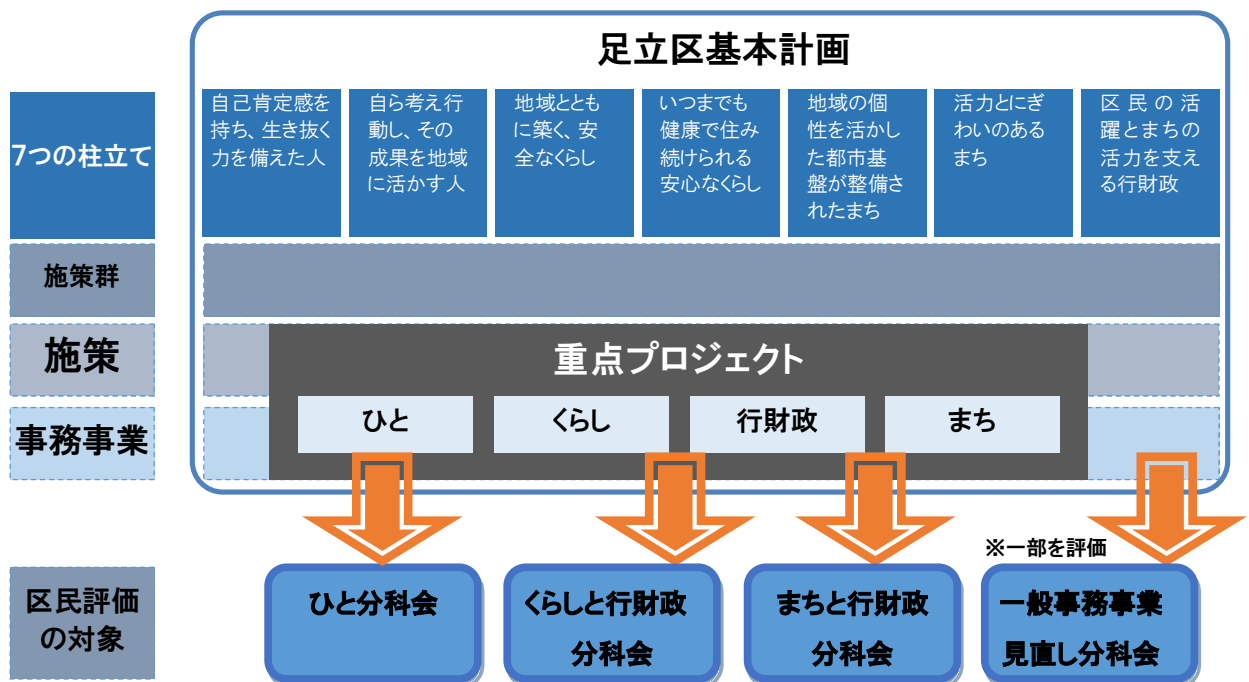 足立区基本計画
7つの柱立て
自己肯定感を
持ち、生き抜く
力を備えた人
自ら考え行
動し、その
成果を地域
に活かす人
地域ととも
に築く、安
全なくらし
いつまでも
健康で住み
続けられる
安心なくらし
地域の個
性を活かし
た都市基
盤が整備さ
れたまち
活力とにぎ
わいのある
まち
区民の活
躍とまちの
活力を支え
る行財政
施策群
施策
重点プロジェクト
事務事業
ひと
くらし
行財政
まち
※一部を評価
区民評価
の対象
ひと分科会
くらしと行財政
分科会
まちと行財政
分科会
一般事務事業
見直し分科会